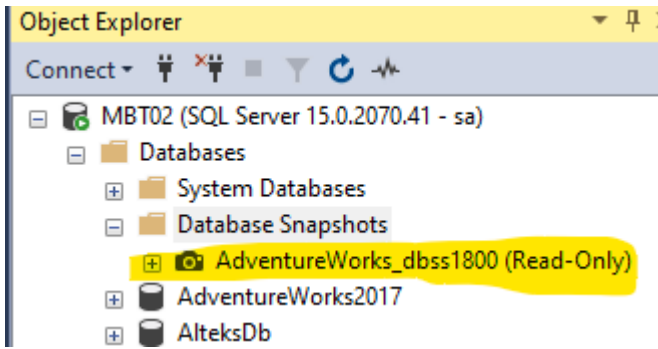 Object Explorer
Connect
MBT02 (SQL Server 15.0.2070.41 - sa)
Databases
System Databases
Database Snapshots
AdventureWorks_dbss1800 (Read-Only)
AdventureWorks2017
AlteksDb